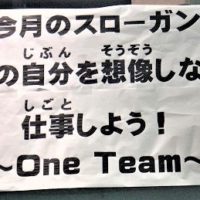 今月のスローガン
じぶん そうぞう
の自分を想像しな
しごと
仕事しよう！
～One Team～